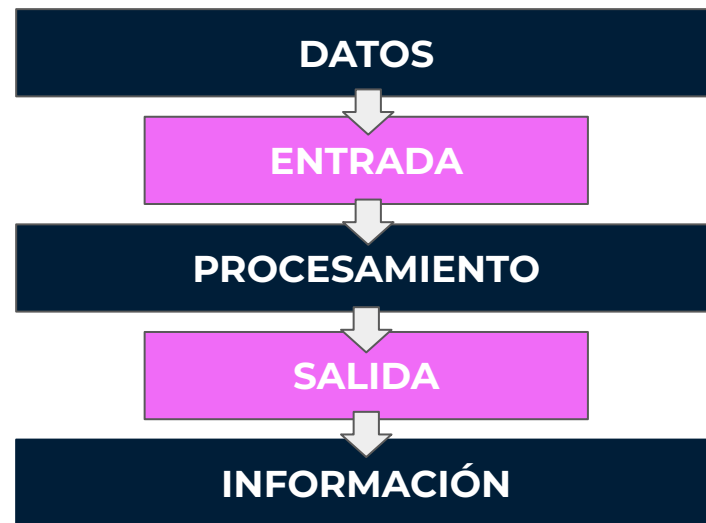 DATOS
ENTRADA
PROCESAMIENTO
SALIDA
INFORMACIÓN